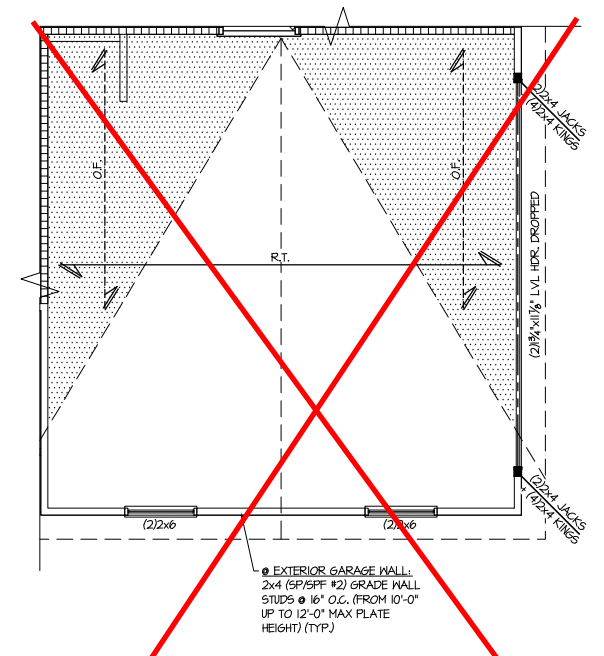 (2)2x4 JACKS
(4)2x4 KINGS
O.F.
O.F.
R.T.
(2)1¾"x11⅞" LVL HDR, DROPPED
(2)2x4 JACKS
+ (4)2x4 KINGS
(2)2x6
(2)2x6
@ EXTERIOR GARAGE WALL:
2x4 (SP/SPF #2) GRADE WALL
STUDS @ 16" O.C. (FROM 10'-0"
UP TO 12'-0" MAX PLATE
HEIGHT) (TYP.)